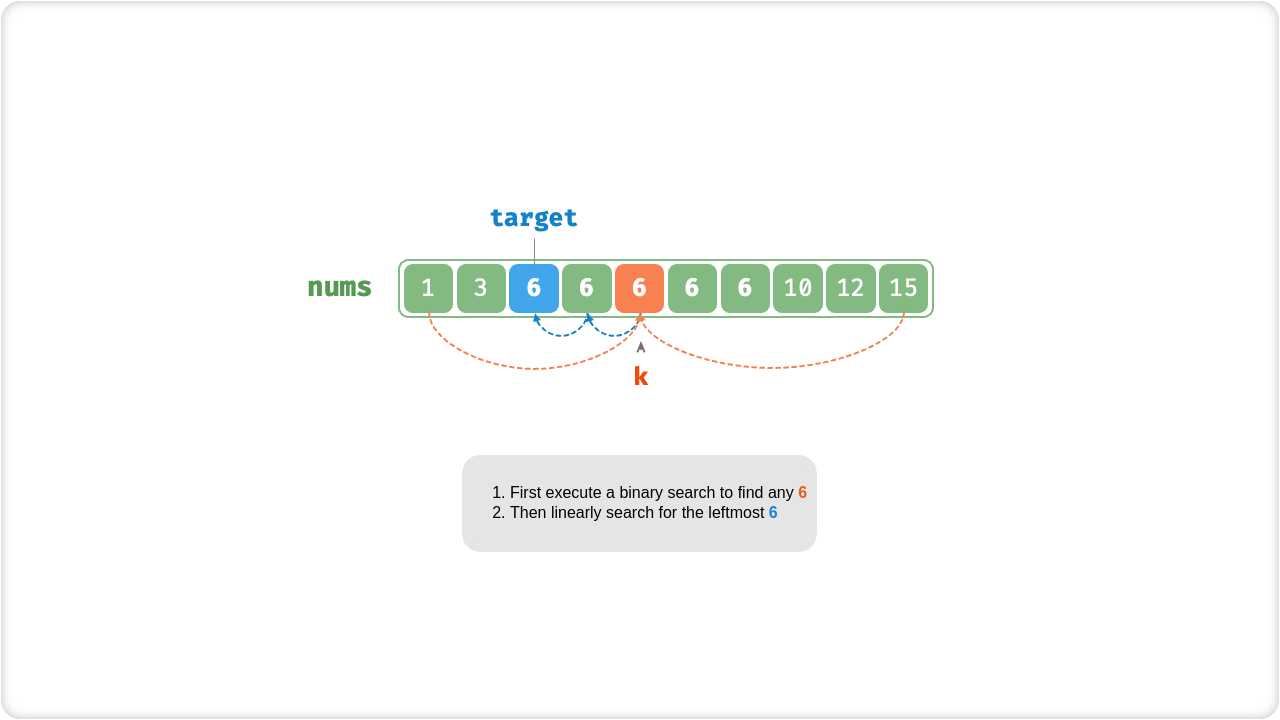 target
nums 1 3 6 6 6 6 6 10 12 15
k
1. First execute a binary search to find any 6
2. Then linearly search for the leftmost 6